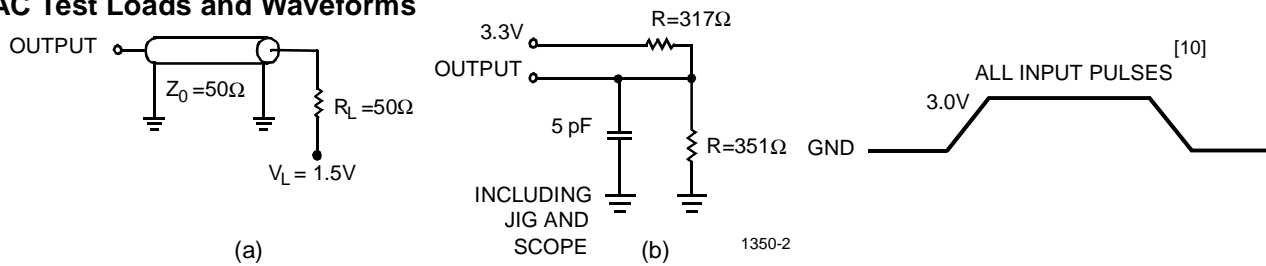 AC Test Loads and Waveforms
OUTPUT
Z0 =50Ω
RL =50Ω
VL = 1.5V
(a)
3.3V
R=317Ω
OUTPUT
5 pF
R=351Ω
INCLUDING
JIG AND
SCOPE
(b)
1350-2
ALL INPUT PULSES [10]
3.0V
GND